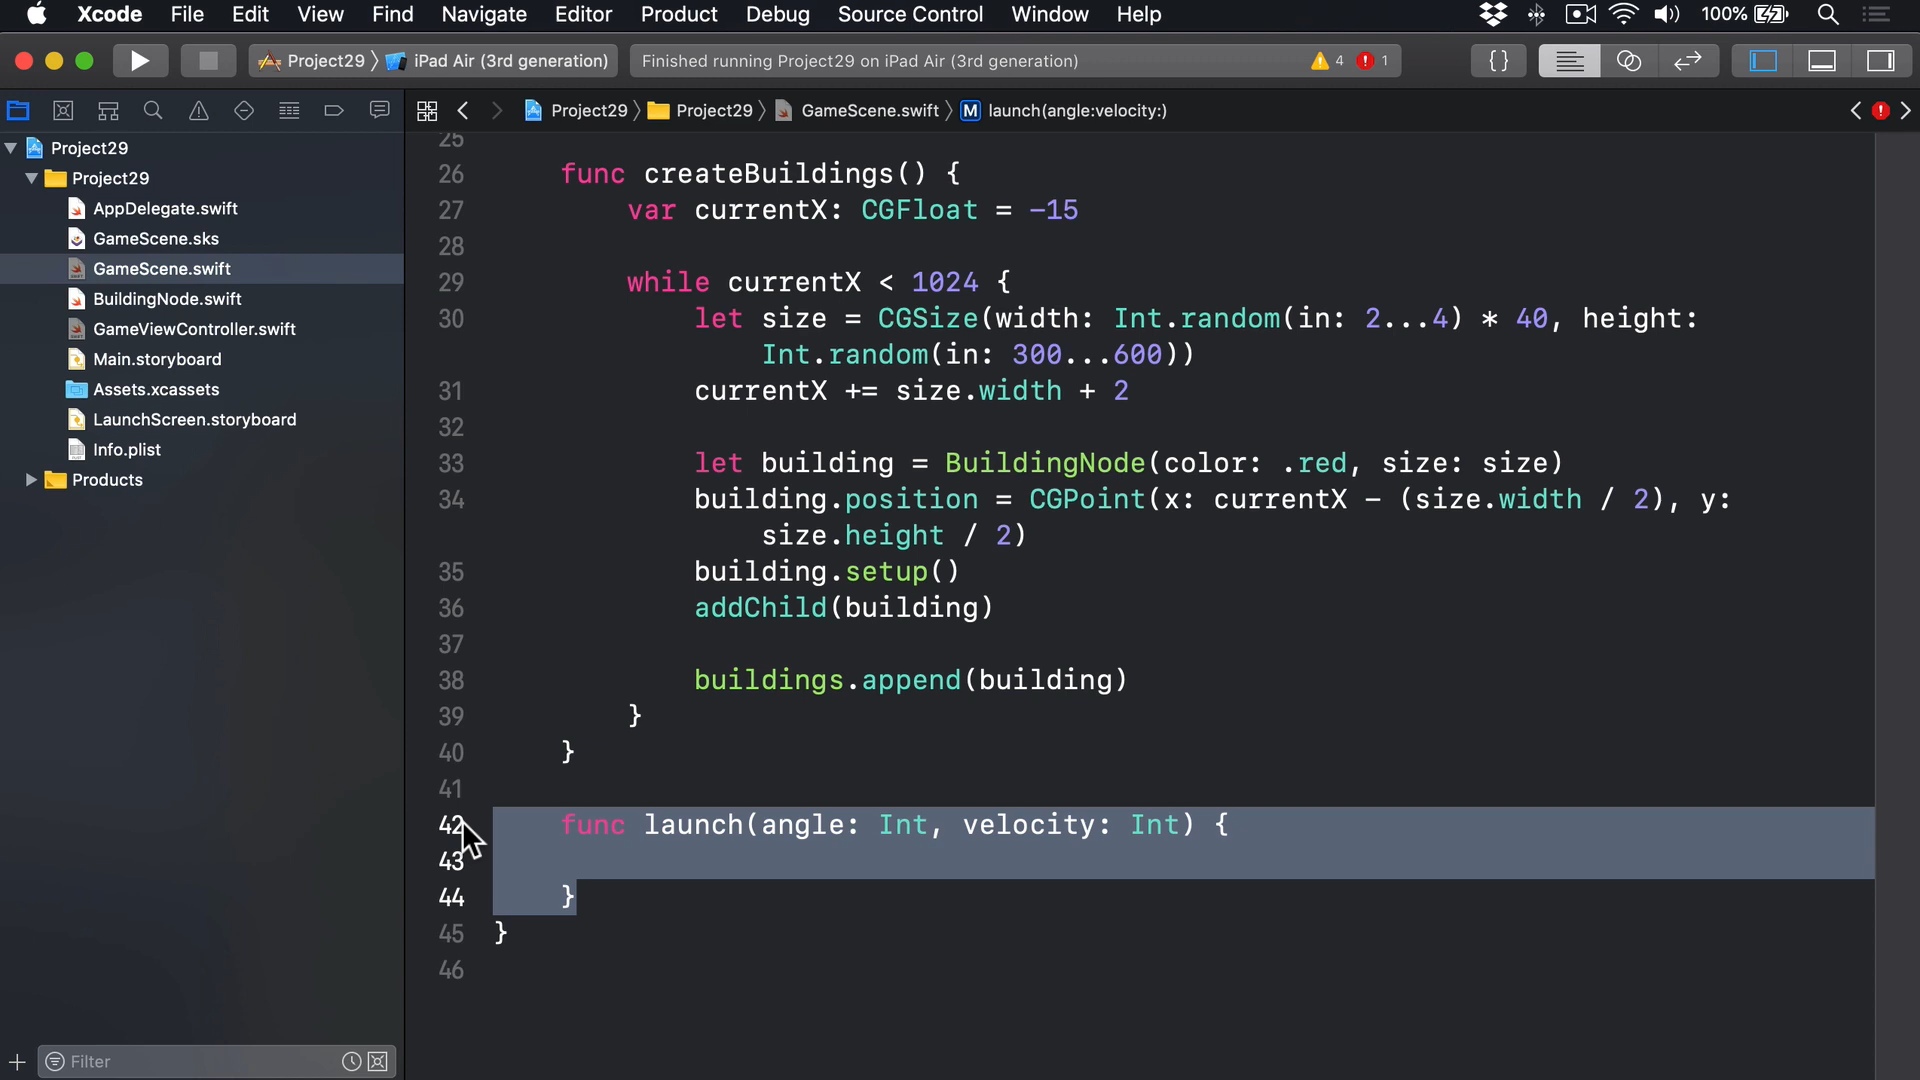 Xcode File Edit View Find Navigate Editor Product Debug Source Control Window Help 100%
Project29 iPad Air (3rd generation) Finished running Project29 on iPad Air (3rd generation) 4 1 {}
Project29 Project29 GameScene.swift M launch(angle:velocity:)
Project29
Project29
AppDelegate.swift
GameScene.sks
GameScene.swift
BuildingNode.swift
GameViewController.swift
Main.storyboard
Assets.xcassets
LaunchScreen.storyboard
Info.plist
Products
Filter
25
26 func createBuildings() {
27 var currentX: CGFloat = -15
28
29 while currentX < 1024 {
30 let size = CGSize(width: Int.random(in: 2...4) * 40, height:
Int.random(in: 300...600))
31 currentX += size.width + 2
32
33 let building = BuildingNode(color: .red, size: size)
34 building.position = CGPoint(x: currentX - (size.width / 2), y:
size.height / 2)
35 building.setup()
36 addChild(building)
37
38 buildings.append(building)
39 }
40 }
41
42 func launch(angle: Int, velocity: Int) {
43
44 }
45 }
46